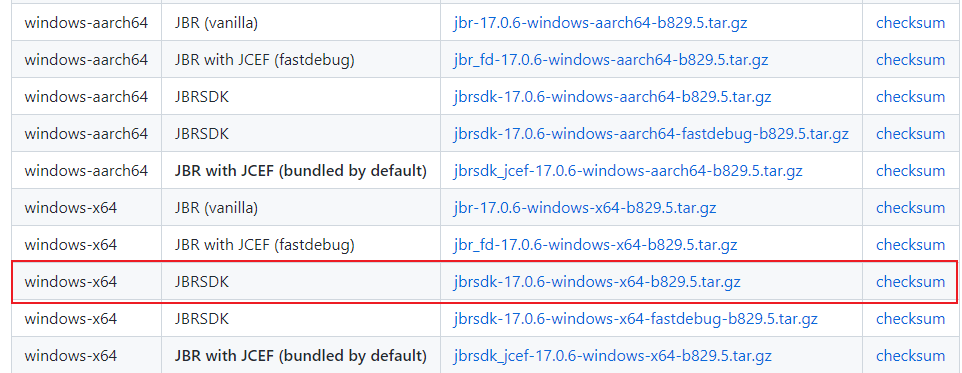 windows-aarch64 JBR (vanilla) jbr-17.0.6-windows-aarch64-b829.5.tar.gz checksum
windows-aarch64 JBR with JCEF (fastdebug) jbr_fd-17.0.6-windows-aarch64-b829.5.tar.gz checksum
windows-aarch64 JBRSDK jbrsdk-17.0.6-windows-aarch64-b829.5.tar.gz checksum
windows-aarch64 JBRSDK jbrsdk-17.0.6-windows-aarch64-fastdebug-b829.5.tar.gz checksum
windows-aarch64 JBR with JCEF (bundled by default) jbrsdk_jcef-17.0.6-windows-aarch64-b829.5.tar.gz checksum
windows-x64 JBR (vanilla) jbr-17.0.6-windows-x64-b829.5.tar.gz checksum
windows-x64 JBR with JCEF (fastdebug) jbr_fd-17.0.6-windows-x64-b829.5.tar.gz checksum
windows-x64 JBRSDK jbrsdk-17.0.6-windows-x64-b829.5.tar.gz checksum
windows-x64 JBRSDK jbrsdk-17.0.6-windows-x64-fastdebug-b829.5.tar.gz checksum
windows-x64 JBR with JCEF (bundled by default) jbrsdk_jcef-17.0.6-windows-x64-b829.5.tar.gz checksum